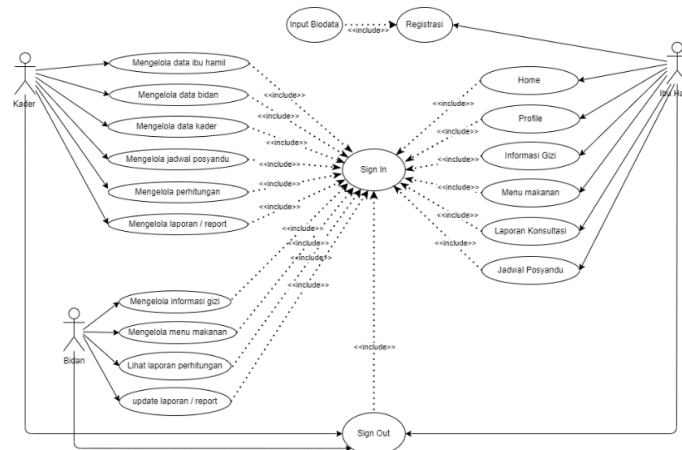 Input Biodata
<<include>>
Registrasi
Kader
Mengelola data ibu hamil
Mengelola data bidan
Mengelola data kader
Mengelola jadwal posyandu
Mengelola perhitungan
Mengelola laporan / report
<<include>>
<<include>>
<<include>>
<<include>>
<<include>>
<<include>>
Sign In
<<include>>
<<include>>
<<include>>
<<include>>
<<include>>
<<include>>
Home
Profile
Informasi Gizi
Menu makanan
Laporan Konsultasi
Jadwal Posyandu
Ibu Ha
Bidan
Mengelola informasi gizi
Mengelola menu makanan
Lihat laporan perhitungan
update laporan / report
<<include>>
<<include>>
<<include>>
<<include>>
<<include>>
Sign Out